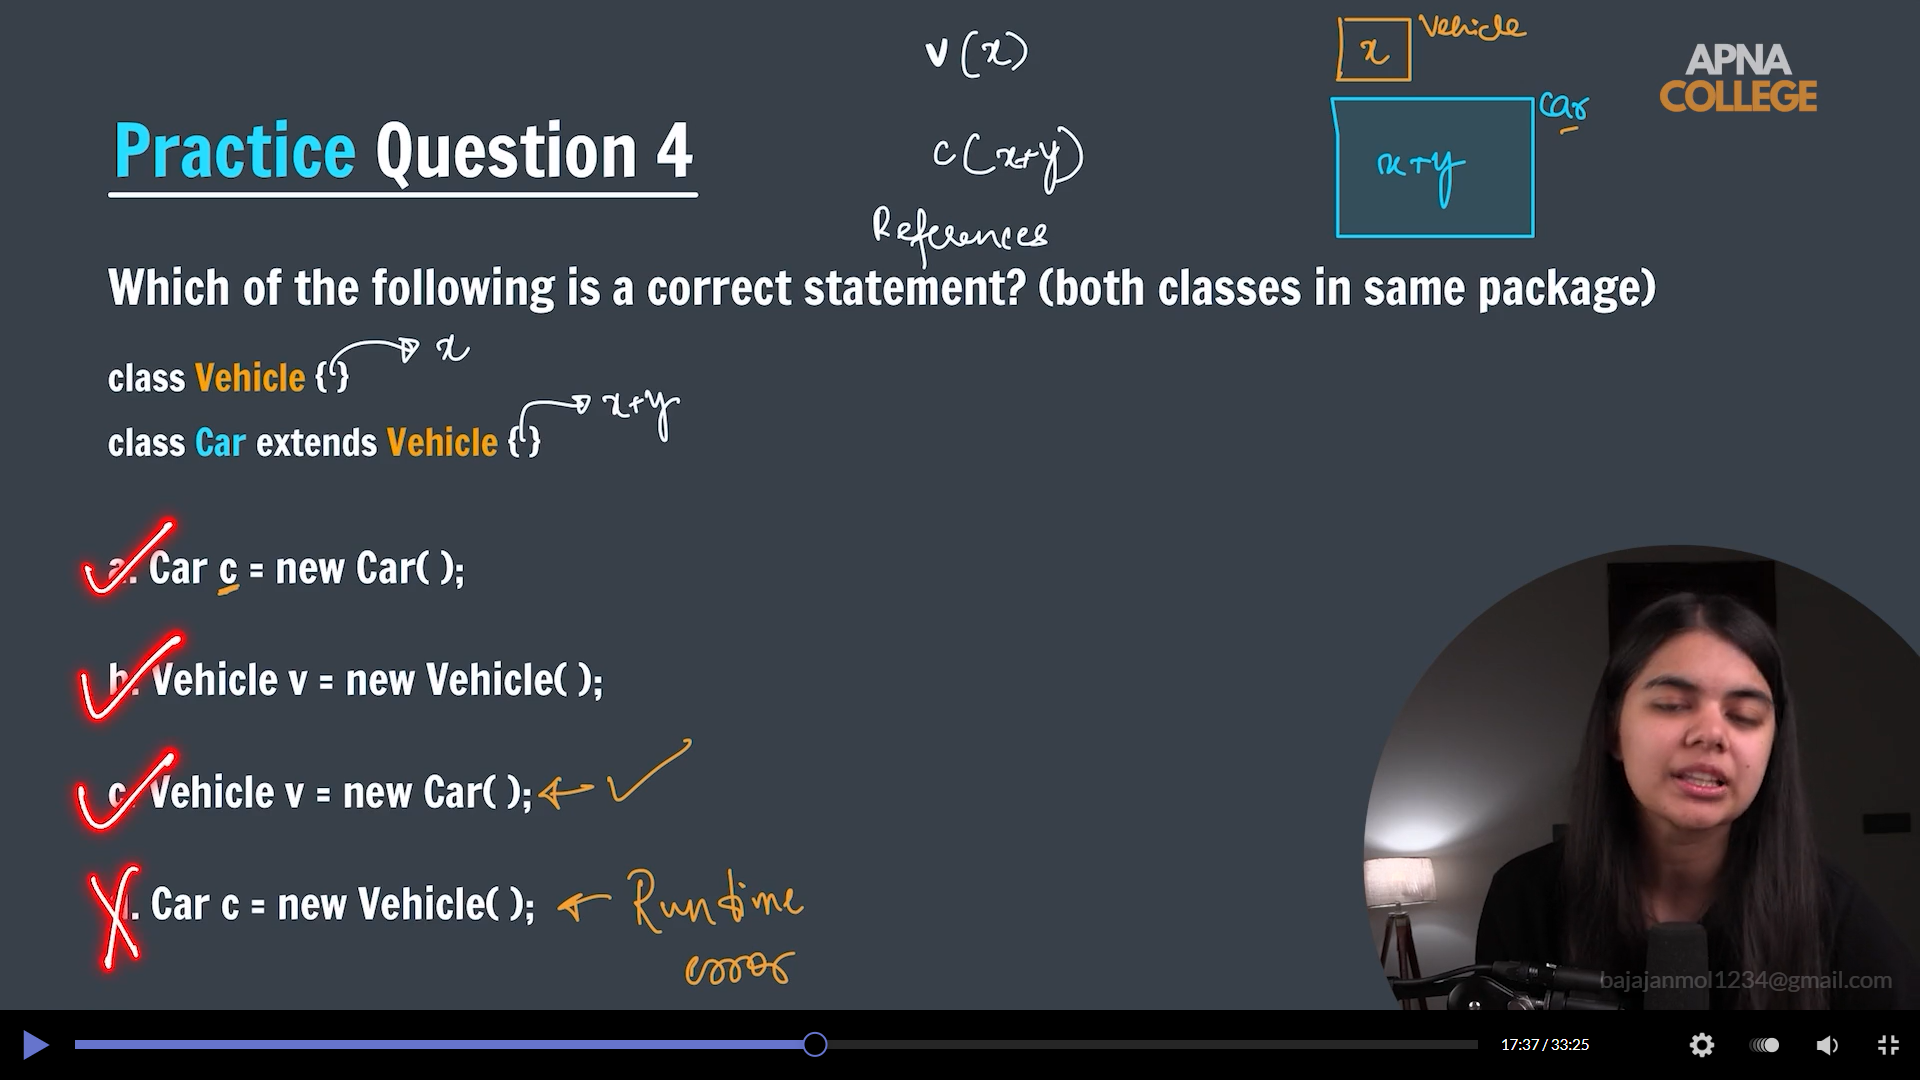 v(x)
x Vehicle
APNA
COLLEGE
Car
Practice Question 4
c(x+y)
x+y
References
Which of the following is a correct statement? (both classes in same package)
x
class Vehicle {}
x+y
class Car extends Vehicle {}
a. Car c = new Car( );
b. Vehicle v = new Vehicle( );
c. Vehicle v = new Car( );
d. Car c = new Vehicle( );
Runtime
error
bajajanmol1234@gmail.com
17:37 / 33:25